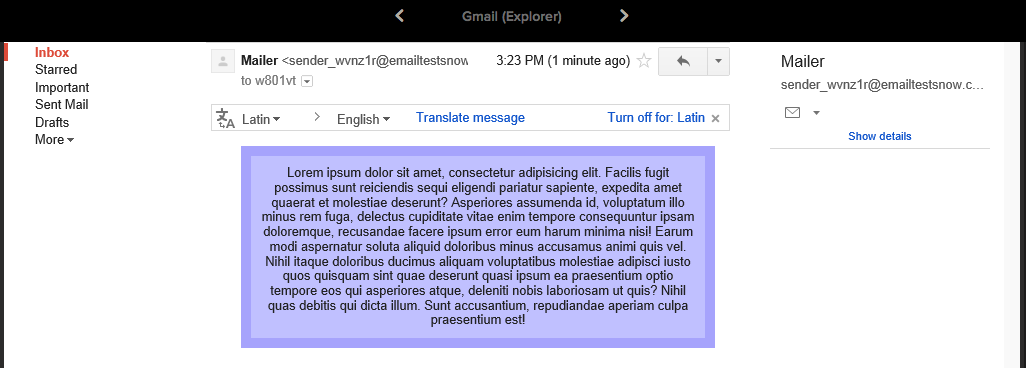 Gmail (Explorer)
Inbox
Starred
Important
Sent Mail
Drafts
More
Mailer <sender_wvnz1r@emailtestsnow 3:23 PM (1 minute ago)
to w801vt
Latin > English Translate message Turn off for: Latin ×
Lorem ipsum dolor sit amet, consectetur adipisicing elit. Facilis fugit
possimus sunt reiciendis sequi eligendi pariatur sapiente, expedita amet
quaerat et molestiae deserunt? Asperiores assumenda id, voluptatum illo
minus rem fuga, delectus cupiditate vitae enim tempore consequuntur ipsam
doloremque, recusandae facere ipsum error eum harum minima nisi! Earum
modi aspernatur soluta aliquid doloribus minus accusamus animi quis vel.
Nihil itaque doloribus ducimus aliquam voluptatibus molestiae adipisci iusto
quos quisquam sint quae deserunt quasi ipsum ea praesentium optio
tempore eos qui asperiores atque, deleniti nobis laboriosam ut quis? Nihil
quas debitis qui dicta illum. Sunt accusantium, repudiandae aperiam culpa
praesentium est!
Mailer
sender_wvnz1r@emailtestsnow.c...
Show details